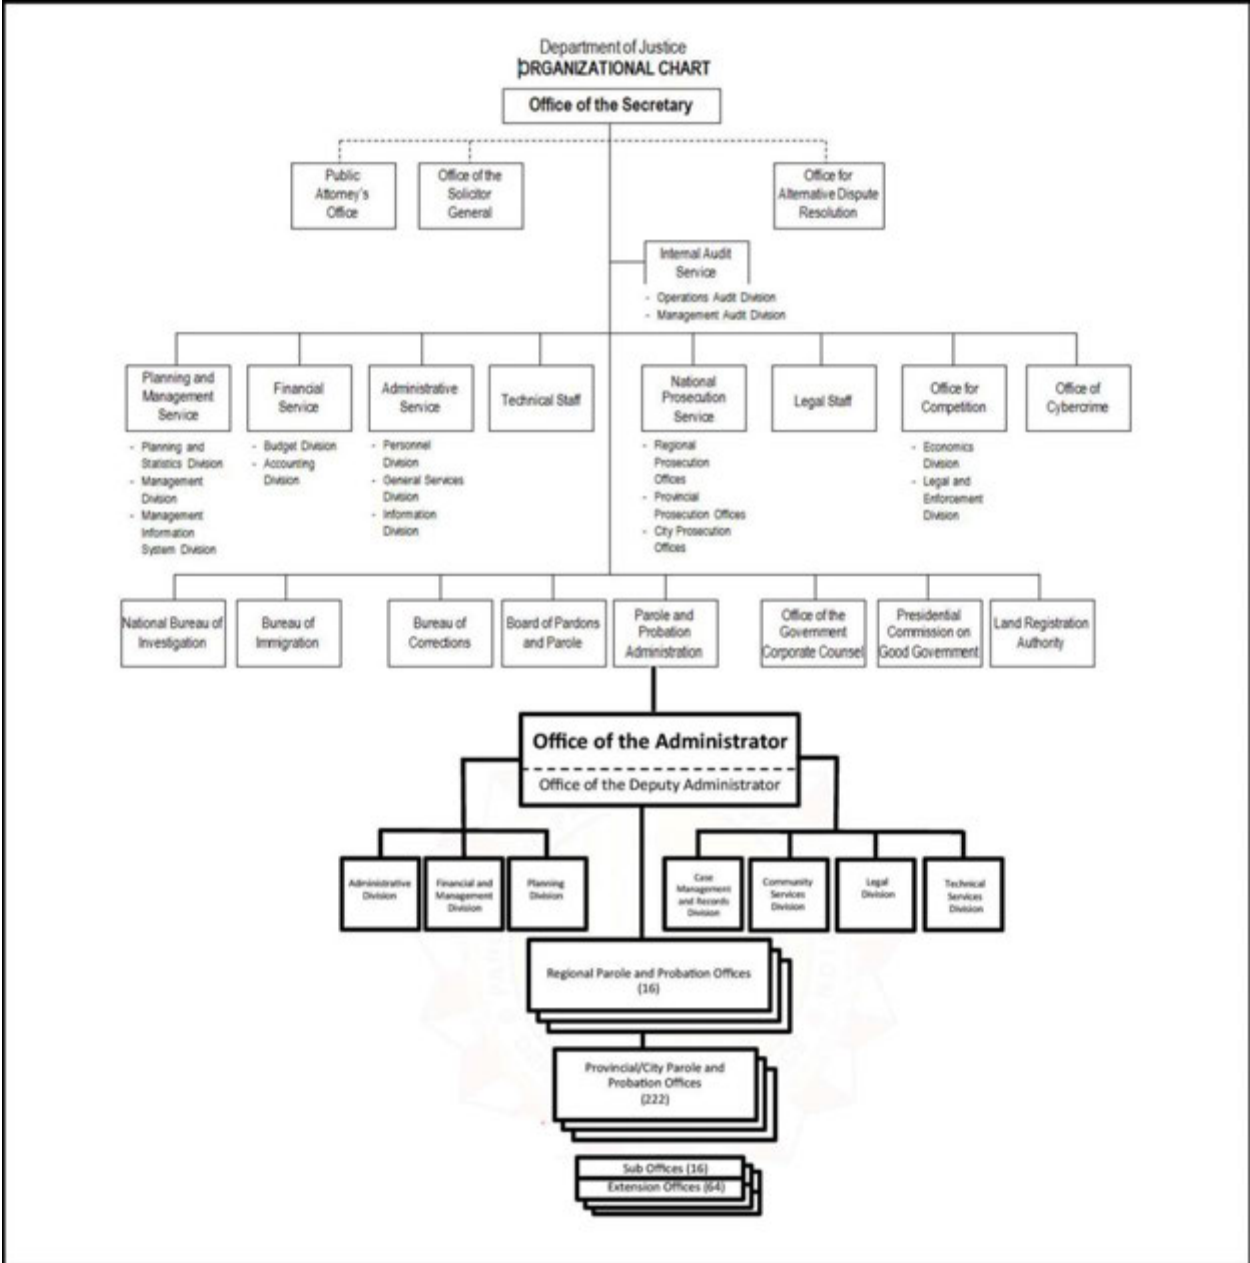 Department of Justice
ORGANIZATIONAL CHART
Office of the Secretary
Public
Attorney's
Office
Office of the
Solicitor
General
Office for
Alternative Dispute
Resolution
Internal Audit
Service
- Operations Audit Division
- Management Audit Division
Planning and
Management
Service
- Planning and
Statistics Division
- Management
Division
- Management
Information
System Division
Financial
Service
- Budget Division
- Accounting
Division
Administrative
Service
- Personnel
Division
- General Services
Division
- Information
Division
Technical Staff
National
Prosecution
Service
- Regional
Prosecution
Offices
- Provincial
Prosecution Offices
- City Prosecution
Offices
Legal Staff
Office for
Competition
- Economics
Division
- Legal and
Enforcement
Division
Office of
Cybercrime
National Bureau of
Investigation
Bureau of
Immigration
Bureau of
Corrections
Board of Pardons
and Parole
Parole and
Probation
Administration
Office of the
Government
Corporate Counsel
Presidential
Commission on
Good Government
Land Registration
Authority
Office of the Administrator
Office of the Deputy Administrator
Administrative
Division
Financial and
Management
Division
Planning
Division
Case
Management
and Records
Division
Community
Services
Division
Legal
Division
Technical
Services
Division
Regional Parole and Probation Offices
(16)
Provincial/City Parole and
Probation Offices
(222)
Sub Offices (16)
Extension Offices (64)